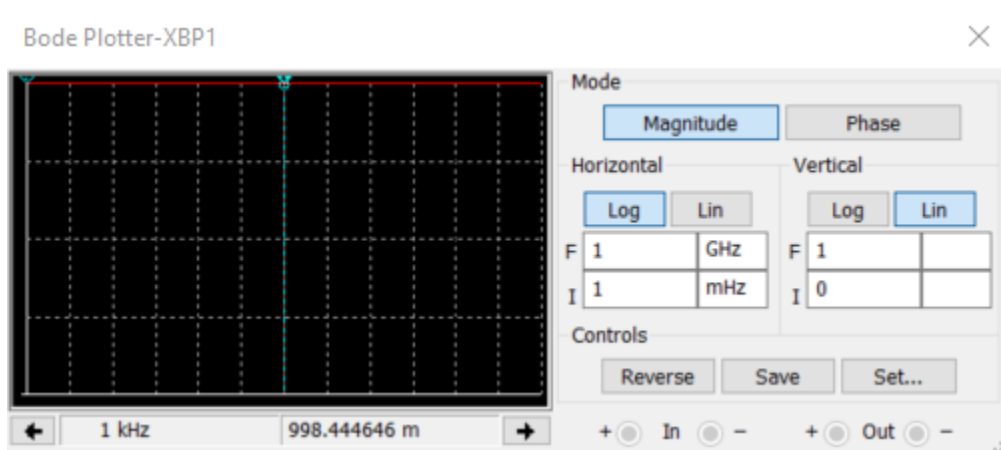 Bode Plotter-XBP1
Mode
Magnitude Phase
Horizontal Vertical
Log Lin Log Lin
F 1 GHz F 1
I 1 mHz I 0
Controls
Reverse Save Set...
1 kHz 998.444646 m
+ In - + Out -